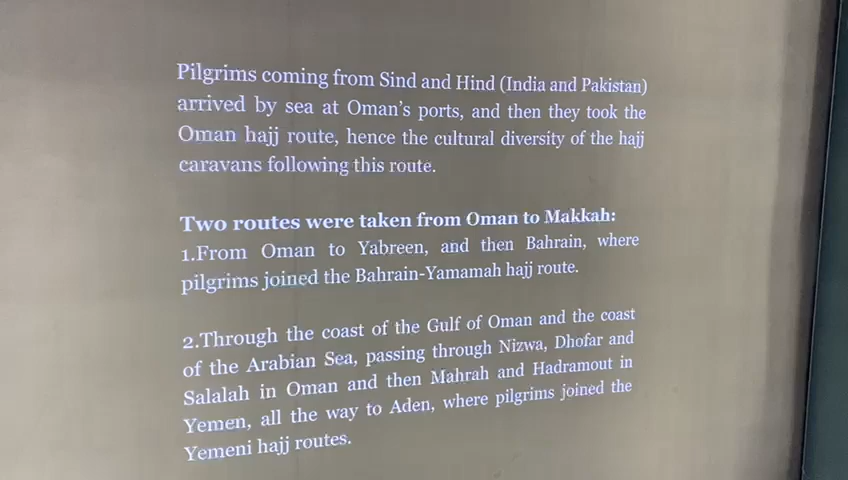 Pilgrims coming from Sind and Hind (India and Pakistan)
arrived by sea at Oman's ports, and then they took the
Oman hajj route, hence the cultural diversity of the hajj
caravans following this route.
Two routes were taken from Oman to Makkah:
1.From Oman to Yabreen, and then Bahrain, where
pilgrims joined the Bahrain-Yamamah hajj route.
2.Through the coast of the Gulf of Oman and the coast
of the Arabian Sea, passing through Nizwa, Dhofar and
Salalah in Oman and then Mahrah and Hadramout in
Yemen, all the way to Aden, where pilgrims joined the
Yemeni hajj routes.